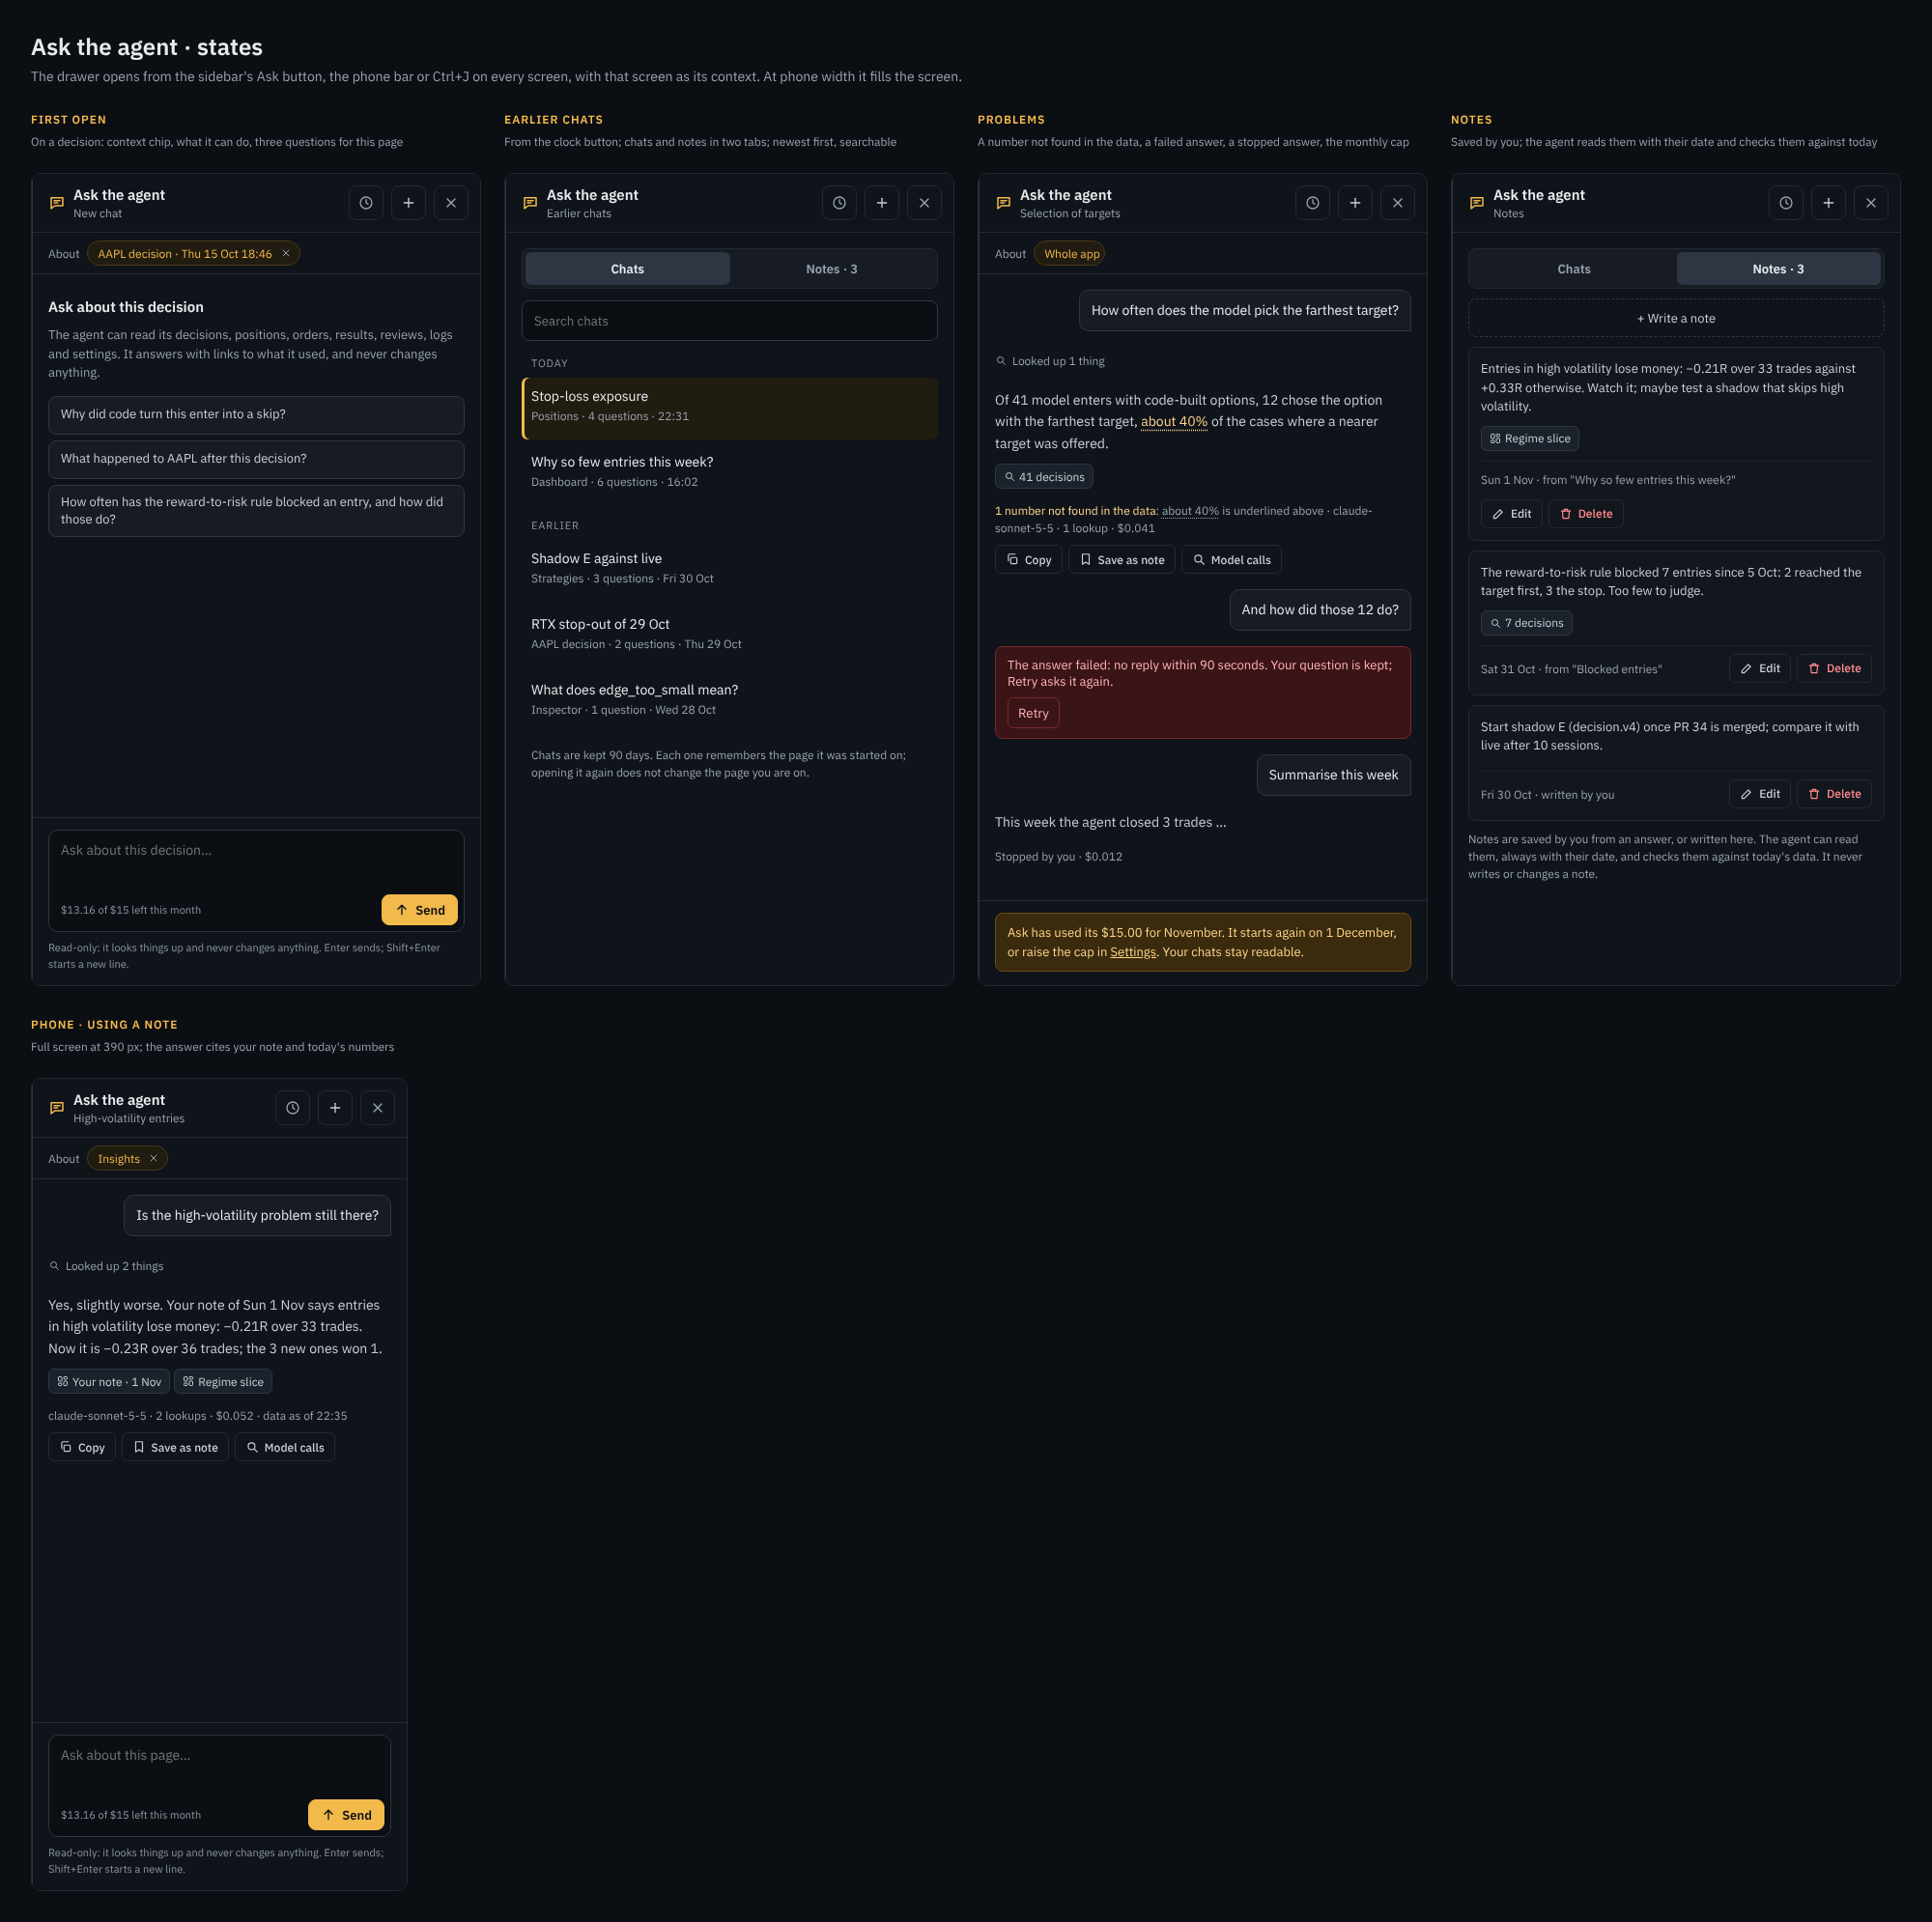 Ask the agent · states
The drawer opens from the sidebar's Ask button, the phone bar or Ctrl+J on every screen, with that screen as its context. At phone width it fills the screen.
FIRST OPEN
On a decision: context chip, what it can do, three questions for this page
Ask the agent
New chat
About
AAPL decision · Thu 15 Oct 18:46
Ask about this decision
The agent can read its decisions, positions, orders, results, reviews, logs
and settings. It answers with links to what it used, and never changes
anything.
Why did code turn this enter into a skip?
What happened to AAPL after this decision?
How often has the reward-to-risk rule blocked an entry, and how did
those do?
Ask about this decision...
$13.16 of $15 left this month
Send
Read-only: it looks things up and never changes anything. Enter sends; Shift+Enter
starts a new line.
EARLIER CHATS
From the clock button; chats and notes in two tabs; newest first, searchable
Ask the agent
Earlier chats
Chats
Notes · 3
Search chats
TODAY
Stop-loss exposure
Positions · 4 questions · 22:31
Why so few entries this week?
Dashboard · 6 questions · 16:02
EARLIER
Shadow E against live
Strategies · 3 questions · Fri 30 Oct
RTX stop-out of 29 Oct
AAPL decision · 2 questions · Thu 29 Oct
What does edge_too_small mean?
Inspector · 1 question · Wed 28 Oct
Chats are kept 90 days. Each one remembers the page it was started on;
opening it again does not change the page you are on.
PROBLEMS
A number not found in the data, a failed answer, a stopped answer, the monthly cap
Ask the agent
Selection of targets
About
Whole app
How often does the model pick the farthest target?
Looked up 1 thing
Of 41 model enters with code-built options, 12 chose the option
with the farthest target, about 40% of the cases where a nearer
target was offered.
41 decisions
1 number not found in the data: about 40% is underlined above · claude-
sonnet-5-5 · 1 lookup · $0.041
Copy
Save as note
Model calls
And how did those 12 do?
The answer failed: no reply within 90 seconds. Your question is kept;
Retry asks it again.
Retry
Summarise this week
This week the agent closed 3 trades ...
Stopped by you · $0.012
Ask has used its $15.00 for November. It starts again on 1 December,
or raise the cap in Settings. Your chats stay readable.
NOTES
Saved by you; the agent reads them with their date and checks them against today
Ask the agent
Notes
Chats
Notes · 3
+ Write a note
Entries in high volatility lose money: −0.21R over 33 trades against
+0.33R otherwise. Watch it; maybe test a shadow that skips high
volatility.
Regime slice
Sun 1 Nov · from "Why so few entries this week?"
Edit
Delete
The reward-to-risk rule blocked 7 entries since 5 Oct: 2 reached the
target first, 3 the stop. Too few to judge.
7 decisions
Sat 31 Oct · from "Blocked entries"
Edit
Delete
Start shadow E (decision.v4) once PR 34 is merged; compare it with
live after 10 sessions.
Fri 30 Oct · written by you
Edit
Delete
Notes are saved by you from an answer, or written here. The agent can read
them, always with their date, and checks them against today's data. It never
writes or changes a note.
PHONE · USING A NOTE
Full screen at 390 px; the answer cites your note and today's numbers
Ask the agent
High-volatility entries
About
Insights
Is the high-volatility problem still there?
Looked up 2 things
Yes, slightly worse. Your note of Sun 1 Nov says entries
in high volatility lose money: −0.21R over 33 trades.
Now it is −0.23R over 36 trades; the 3 new ones won 1.
Your note · 1 Nov
Regime slice
claude-sonnet-5-5 · 2 lookups · $0.052 · data as of 22:35
Copy
Save as note
Model calls
Ask about this page...
$13.16 of $15 left this month
Send
Read-only: it looks things up and never changes anything. Enter sends;
Shift+Enter starts a new line.